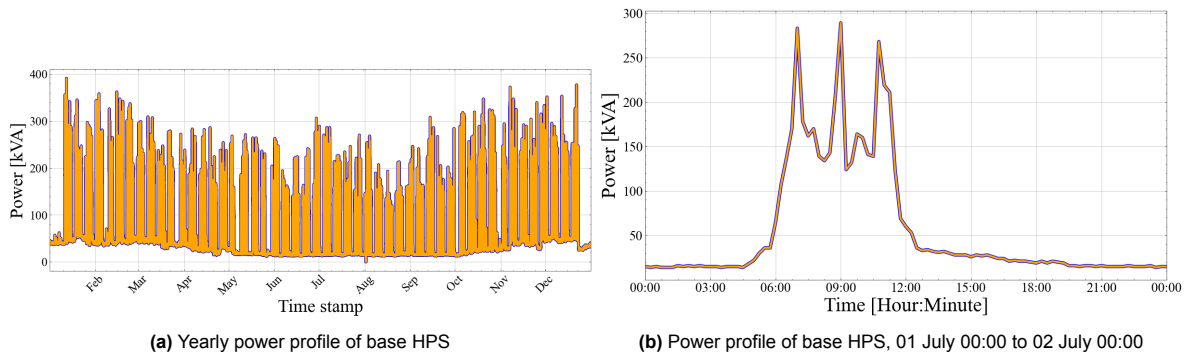 Power [kVA]
400
300
200
100
0
Feb Mar Apr May Jun Jul Aug Sep Oct Nov Dec
Time stamp
(a) Yearly power profile of base HPS
Power [kVA]
300
250
200
150
100
50
00:00 03:00 06:00 09:00 12:00 15:00 18:00 21:00 00:00
Time [Hour:Minute]
(b) Power profile of base HPS, 01 July 00:00 to 02 July 00:00